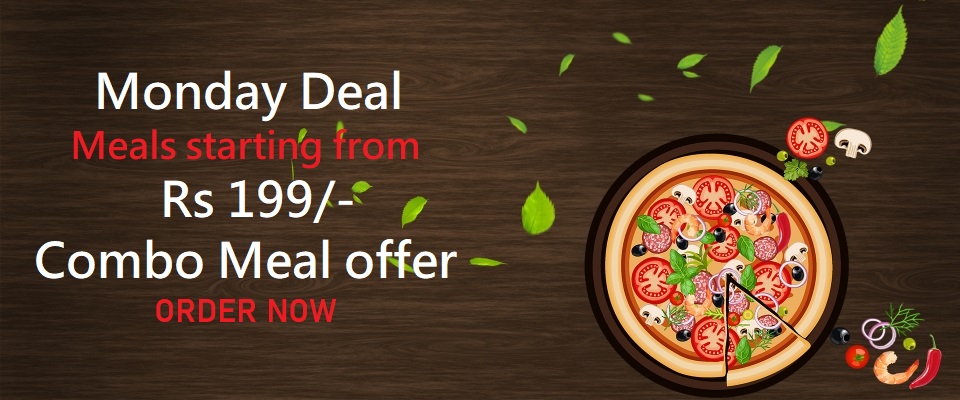 Monday Deal
Meals starting from
Rs 199/-
Combo Meal offer
ORDER NOW